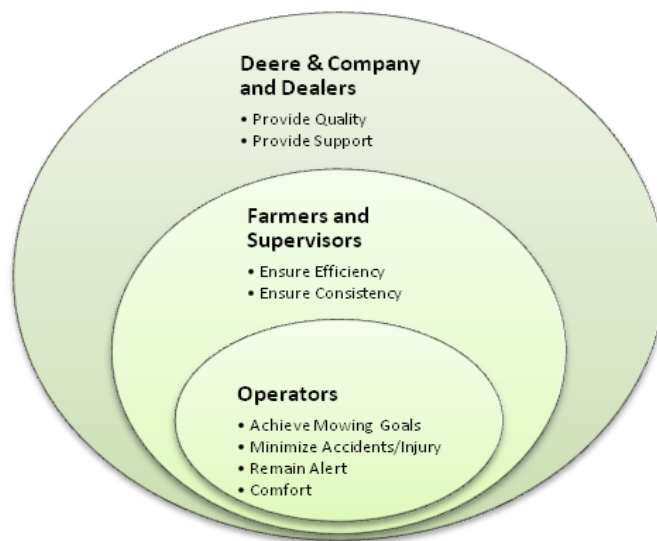 Deere & Company
and Dealers
• Provide Quality
• Provide Support
Farmers and
Supervisors
• Ensure Efficiency
• Ensure Consistency
Operators
• Achieve Mowing Goals
• Minimize Accidents/Injury
• Remain Alert
• Comfort